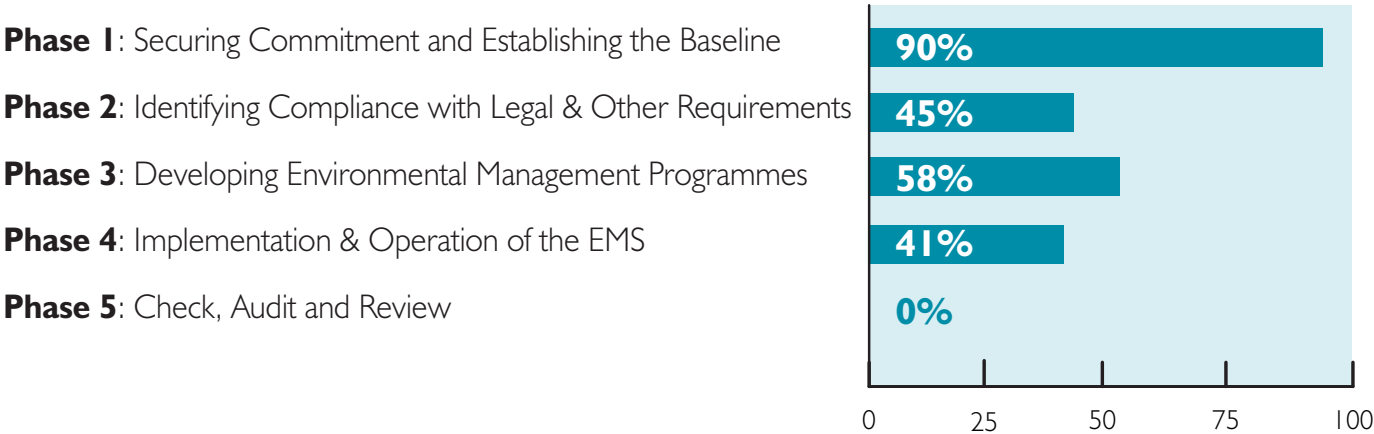 Phase 1: Securing Commitment and Establishing the Baseline 90%
Phase 2: Identifying Compliance with Legal & Other Requirements 45%
Phase 3: Developing Environmental Management Programmes 58%
Phase 4: Implementation & Operation of the EMS 41%
Phase 5: Check, Audit and Review 0%
0 25 50 75 100